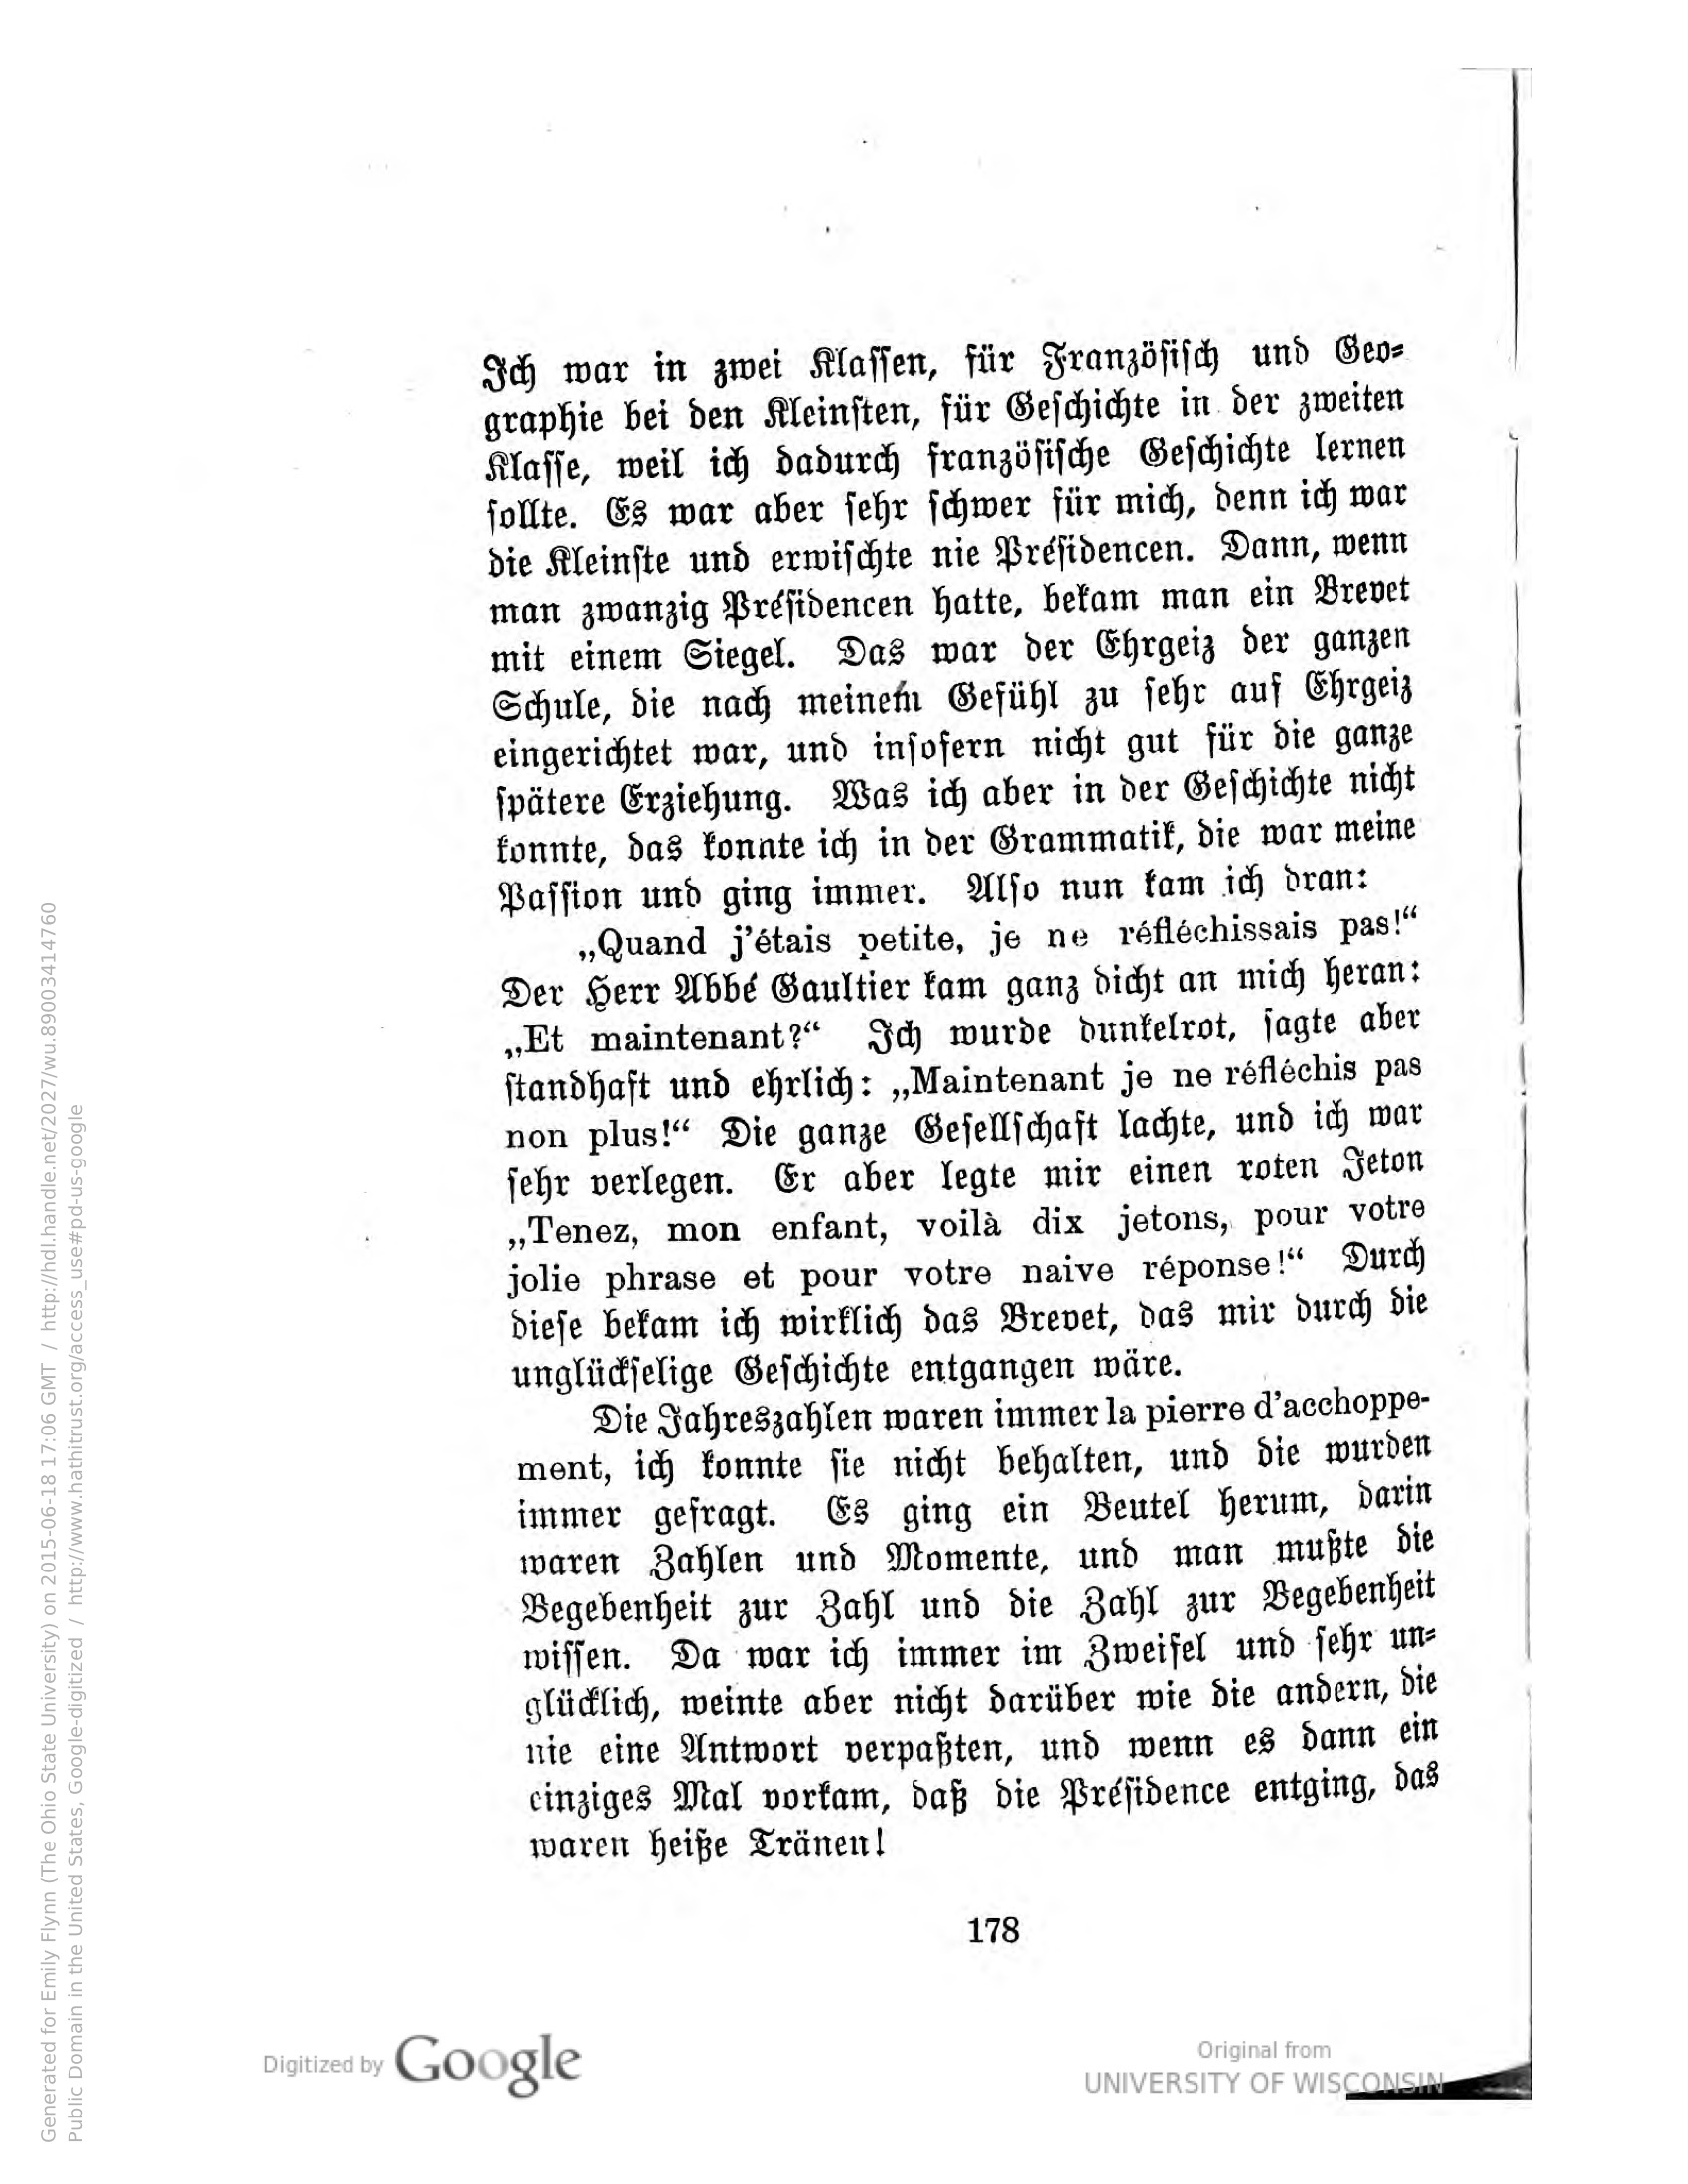 Ich war in zwei Klassen, für Französisch und Geo-
graphie bei den Kleinsten, für Geschichte in der zweiten
Klasse, weil ich dadurch französische Geschichte lernen
sollte. Es war aber sehr schwer für mich, denn ich war
die Kleinste und erwischte nie Présidencen. Dann, wenn
man zwanzig Présidencen hatte, bekam man ein Brevet
mit einem Siegel. Das war der Ehrgeiz der ganzen
Schule, die nach meinem Gefühl zu sehr auf Ehrgeiz
eingerichtet war, und insofern nicht gut für die ganze
spätere Erziehung. Was ich aber in der Geschichte nicht
konnte, das konnte ich in der Grammatik, die war meine
Passion und ging immer. Also nun kam ich dran:
„Quand j'étais petite, je ne réfléchissais pas!“
Der Herr Abbé Gaultier kam ganz dicht an mich heran:
„Et maintenant?“ Ich wurde dunkelrot, sagte aber
standhaft und ehrlich: „Maintenant je ne réfléchis pas
non plus!“ Die ganze Gesellschaft lachte, und ich war
sehr verlegen. Er aber legte mir einen roten Jeton
„Tenez, mon enfant, voilà dix jetons, pour votre
jolie phrase et pour votre naive réponse!“ Durch
diese bekam ich wirklich das Brevet, das mir durch die
unglückselige Geschichte entgangen wäre.
Die Jahreszahlen waren immer la pierre d'acchoppe-
ment, ich konnte sie nicht behalten, und die wurden
immer gefragt. Es ging ein Beutel herum, darin
waren Zahlen und Momente, und man mußte die
Begebenheit zur Zahl und die Zahl zur Begebenheit
wissen. Da war ich immer im Zweifel und sehr un-
glücklich, weinte aber nicht darüber wie die andern, die
nie eine Antwort verpaßten, und wenn es dann ein
einziges Mal vorkam, daß die Présidence entging, das
waren heiße Tränen!
178
Digitized by Google
Original from
UNIVERSITY OF WISCONSIN
Generated for Emily Flynn (The Ohio State University) on 2015-06-18 17:06 GMT / http://hdl.handle.net/2027/wu.89003414760
Public Domain in the United States, Google-digitized / http://www.hathitrust.org/access_use#pd-us-google